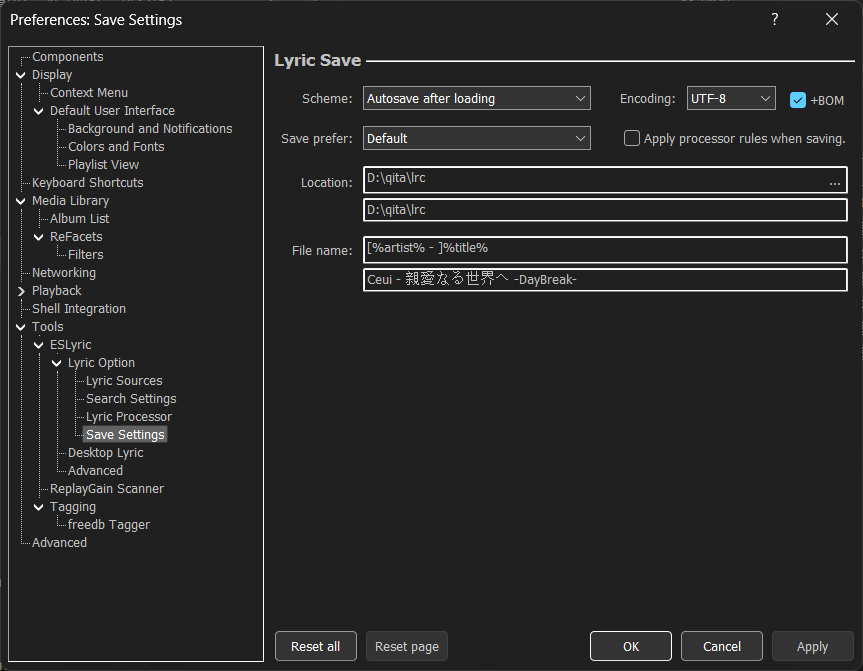 Preferences: Save Settings
?
Components
Display
Context Menu
Default User Interface
Background and Notifications
Colors and Fonts
Playlist View
Keyboard Shortcuts
Media Library
Album List
ReFacets
Filters
Networking
Playback
Shell Integration
Tools
ESLyric
Lyric Option
Lyric Sources
Search Settings
Lyric Processor
Save Settings
Desktop Lyric
Advanced
ReplayGain Scanner
Tagging
freedb Tagger
Advanced
Lyric Save
Scheme: Autosave after loading Encoding: UTF-8 +BOM
Save prefer: Default Apply processor rules when saving.
Location: D:\qita\lrc ...
D:\qita\lrc
File name: [%artist% - ]%title%
Ceui - 親愛なる世界へ -DayBreak-
Reset all Reset page OK Cancel Apply